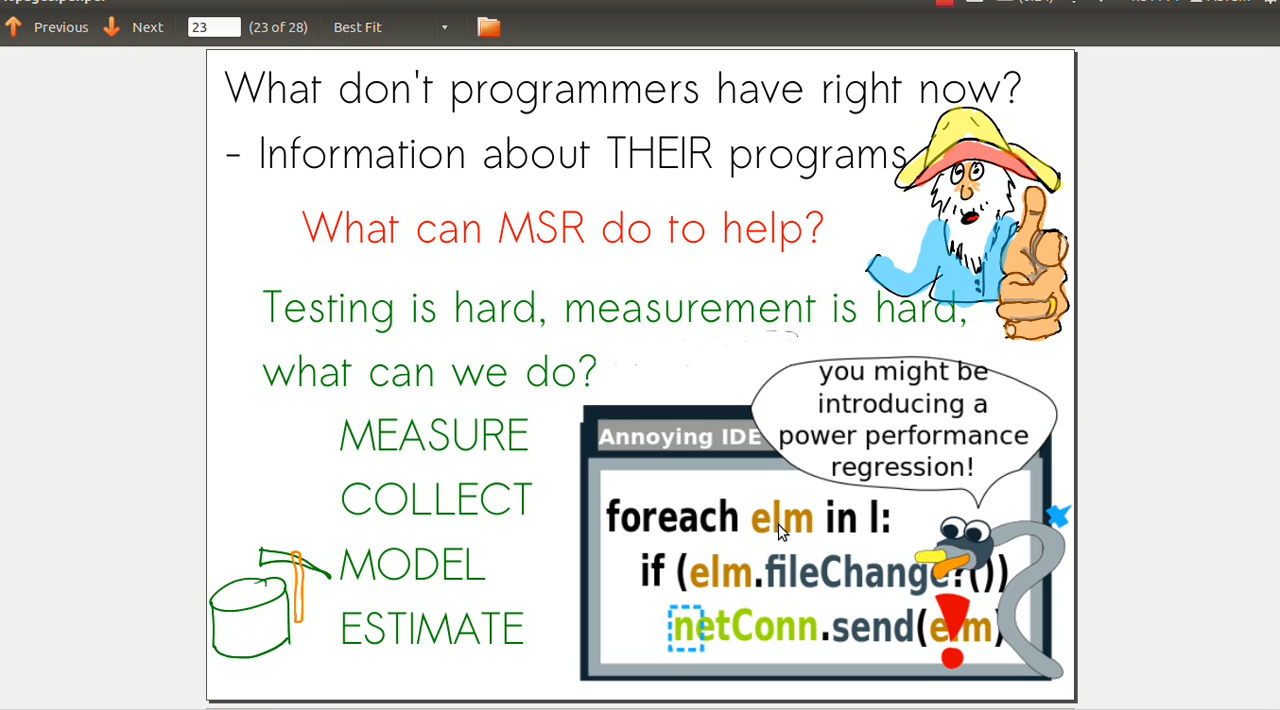 Previous Next 23 (23 of 28) Best Fit
What don't programmers have right now?
- Information about THEIR programs
What can MSR do to help?
Testing is hard, measurement is hard,
what can we do?
MEASURE
COLLECT
MODEL
ESTIMATE
you might be
introducing a
power performance
regression!
Annoying IDE
foreach elm in l:
if (elm.fileChange?())
netConn.send(elm)